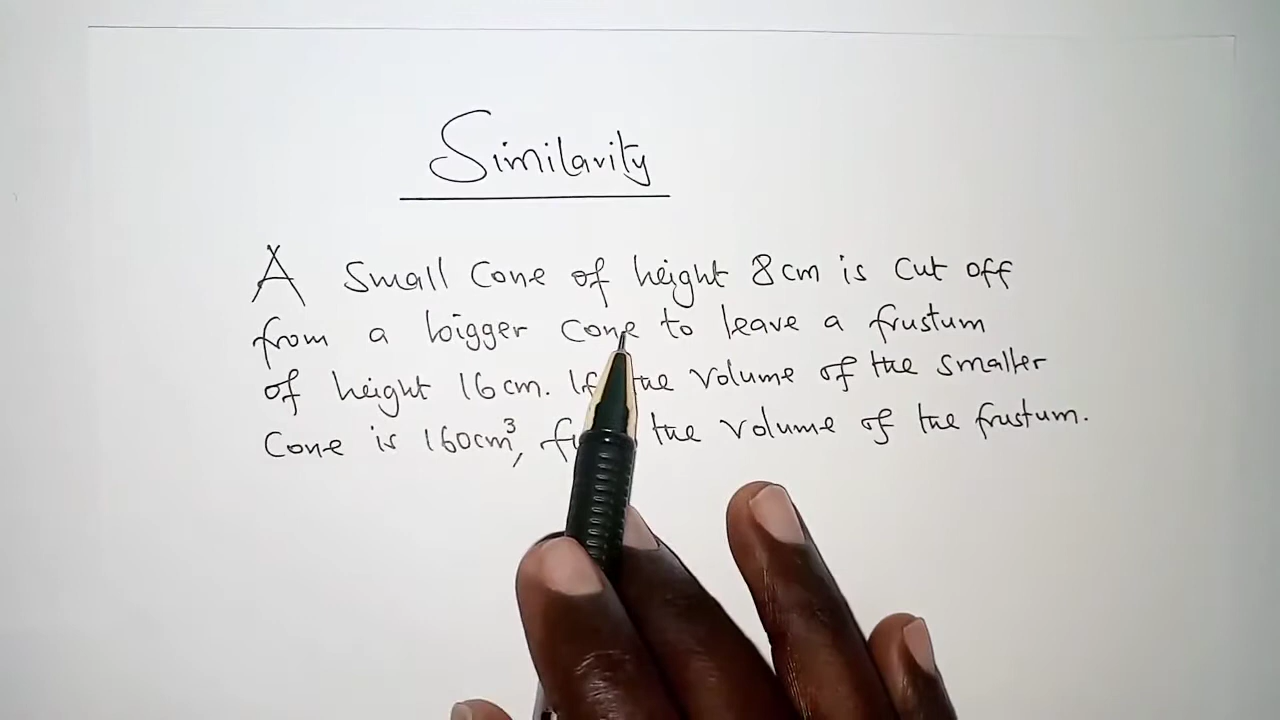 Similarity
A small cone of height 8cm is cut off
from a bigger cone to leave a frustum
of height 16cm. If the volume of the smaller
cone is 160cm³, the volume of the frustum.